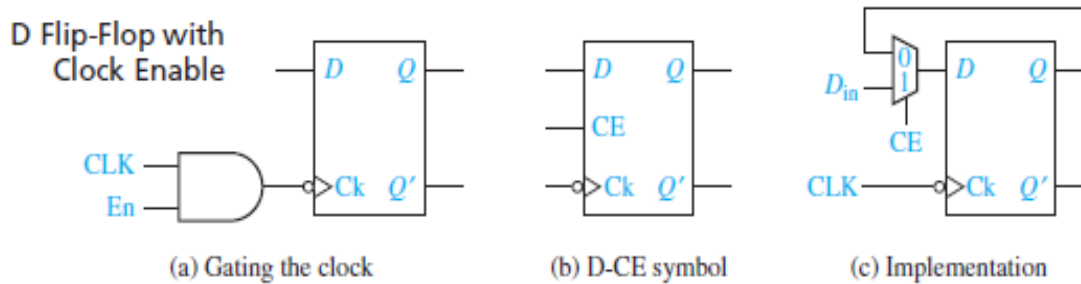 D Flip-Flop with
Clock Enable
D Q
CLK
En
Ck Q'
(a) Gating the clock
D Q
CE
Ck Q'
(b) D-CE symbol
0
1
Din
CE
D Q
CLK
Ck Q'
(c) Implementation